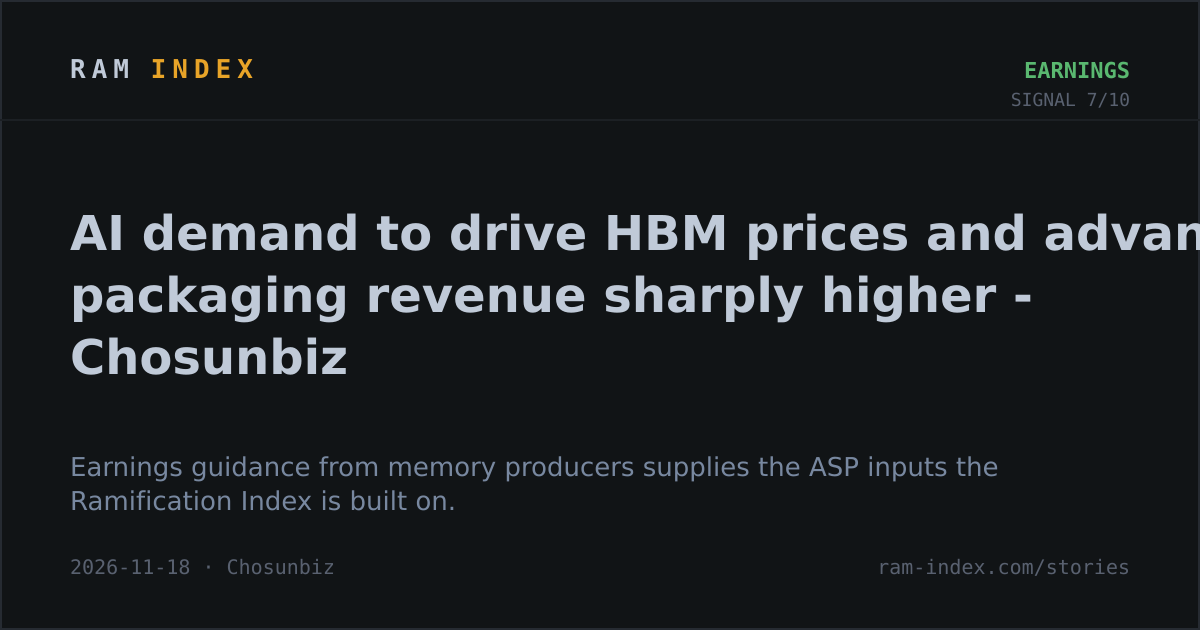 RAM INDEX
EARNINGS
SIGNAL 7/10
AI demand to drive HBM prices and advan
packaging revenue sharply higher -
Chosunbiz
Earnings guidance from memory producers supplies the ASP inputs the
Ramification Index is built on.
2026-11-18 · Chosunbiz
ram-index.com/stories